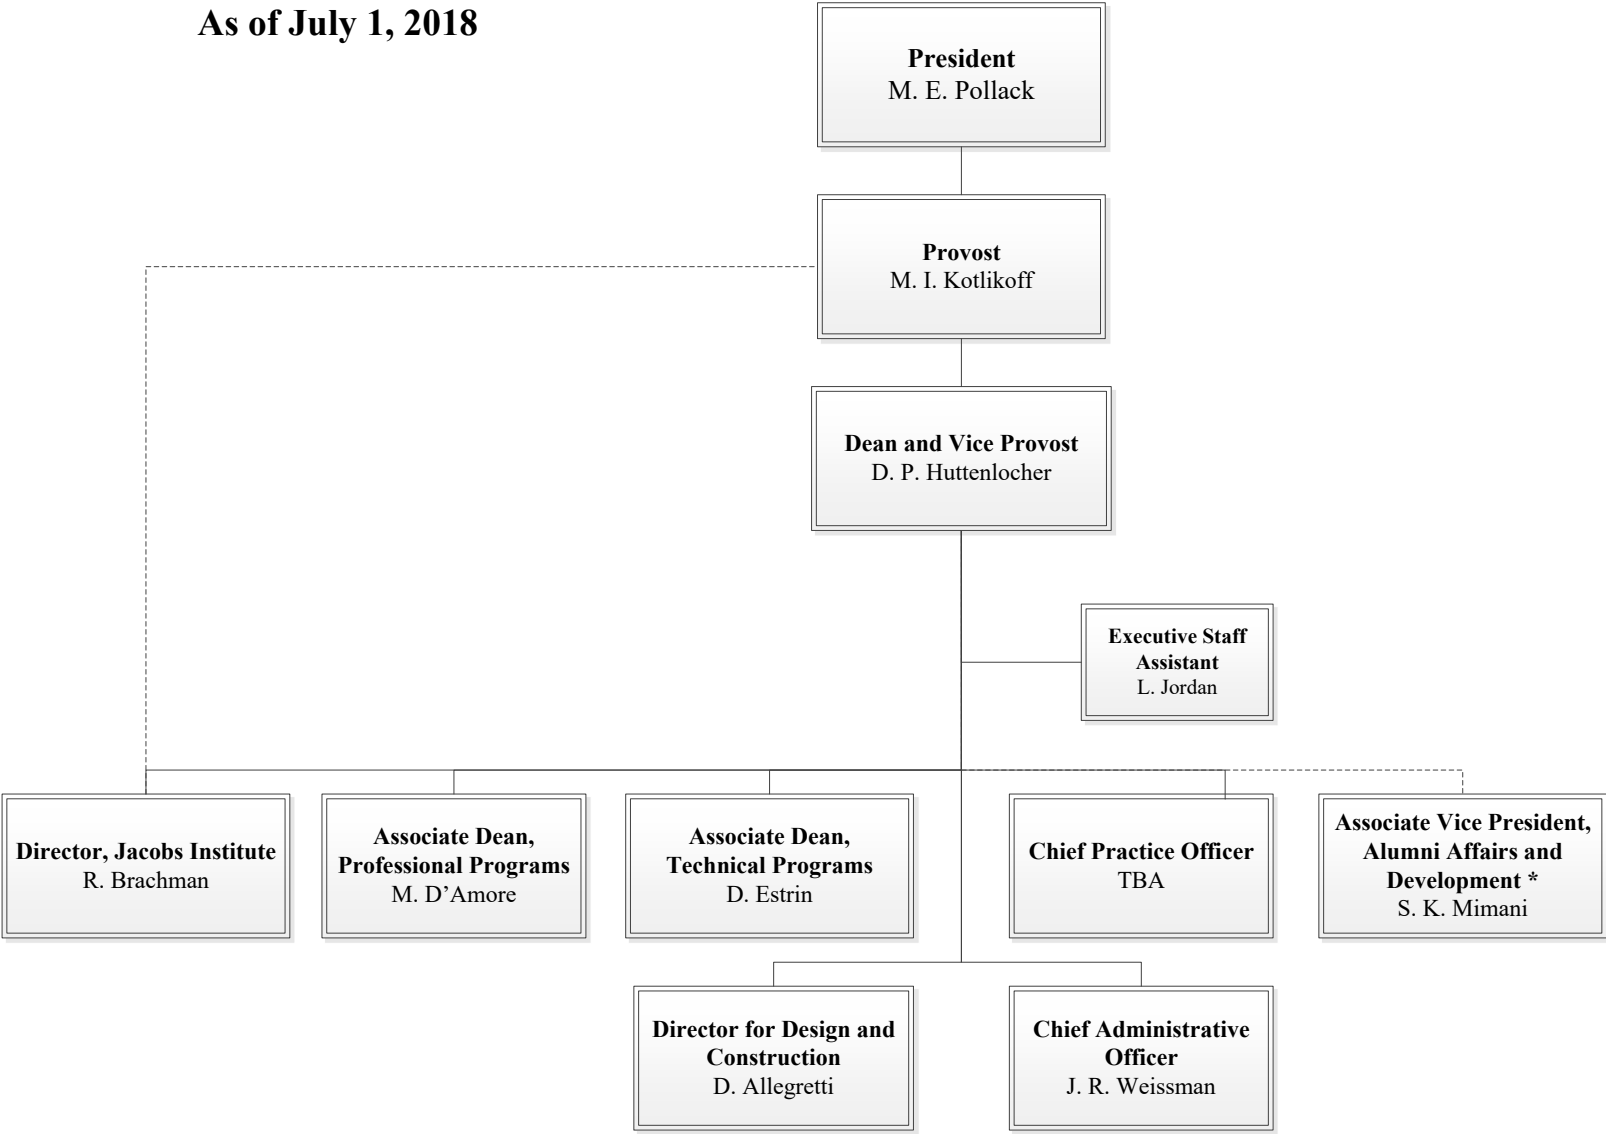 As of July 1, 2018
President
M. E. Pollack
Provost
M. I. Kotlikoff
Dean and Vice Provost
D. P. Huttenlocher
Executive Staff
Assistant
L. Jordan
Director, Jacobs Institute
R. Brachman
Associate Dean,
Professional Programs
M. D’Amore
Associate Dean,
Technical Programs
D. Estrin
Chief Practice Officer
TBA
Associate Vice President,
Alumni Affairs and
Development *
S. K. Mimani
Director for Design and
Construction
D. Allegretti
Chief Administrative
Officer
J. R. Weissman